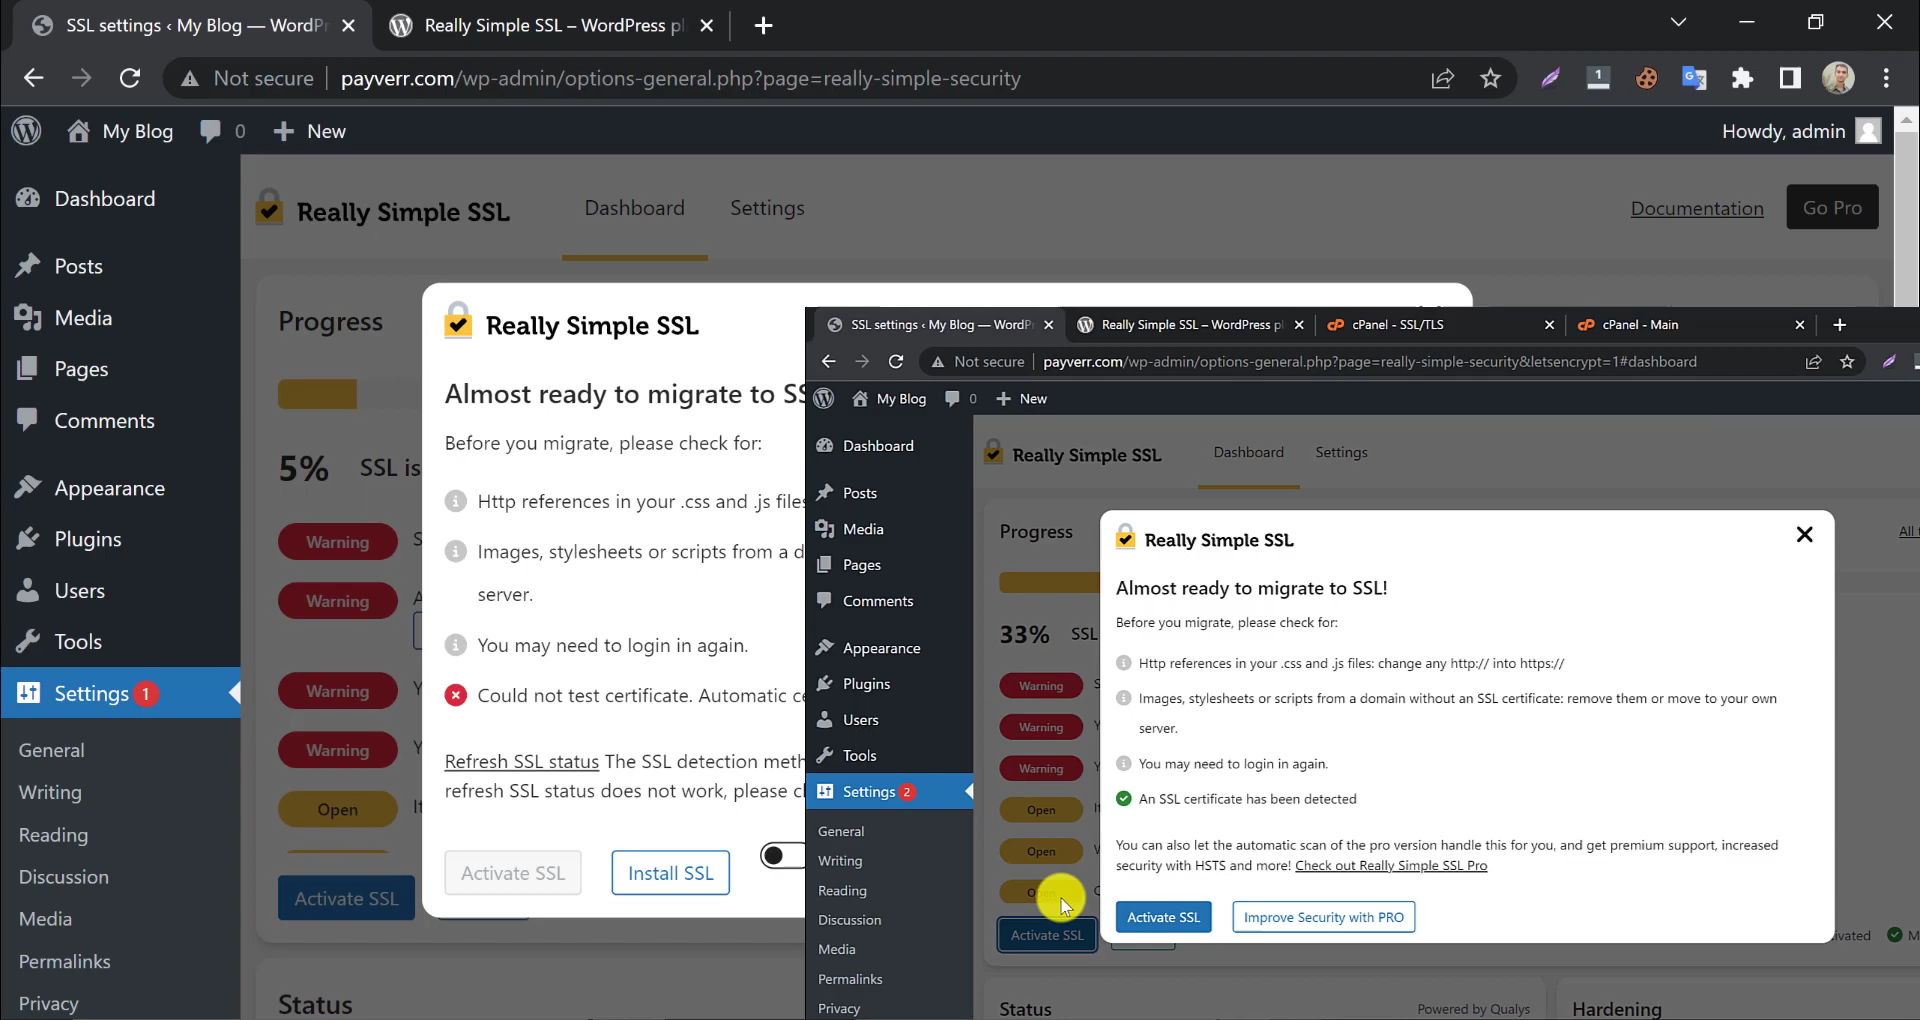 SSL settings ‹ My Blog — WordPr
Really Simple SSL – WordPress pl
Not secure
payverr.com/wp-admin/options-general.php?page=really-simple-security
My Blog
0
New
Howdy, admin
Dashboard
Posts
Media
Pages
Comments
Appearance
Plugins
Users
Tools
Settings 1
General
Writing
Reading
Discussion
Media
Permalinks
Privacy
Really Simple SSL
Dashboard
Settings
Documentation
Go Pro
Progress
5%
SSL is
Warning
Warning
Warning
Warning
Open
Activate SSL
Status
Really Simple SSL
Almost ready to migrate to SS
Before you migrate, please check for:
Http references in your .css and .js files
Images, stylesheets or scripts from a d
server.
You may need to login in again.
Could not test certificate. Automatic ce
Refresh SSL status The SSL detection meth
refresh SSL status does not work, please cl
Activate SSL
Install SSL
SSL settings ‹ My Blog — WordPr
Really Simple SSL – WordPress pl
cP cPanel - SSL/TLS
cP cPanel - Main
Not secure
payverr.com/wp-admin/options-general.php?page=really-simple-security&letsencrypt=1#dashboard
My Blog
0
New
Dashboard
Posts
Media
Pages
Comments
Appearance
Plugins
Users
Tools
Settings 2
General
Writing
Reading
Discussion
Media
Permalinks
Privacy
Really Simple SSL
Dashboard
Settings
Progress
All
33%
SSL
Warning
Warning
Warning
Open
Open
Open
Activate SSL
Status
Powered by Qualys
Hardening
Really Simple SSL
Almost ready to migrate to SSL!
Before you migrate, please check for:
Http references in your .css and .js files: change any http:// into https://
Images, stylesheets or scripts from a domain without an SSL certificate: remove them or move to your own
server.
You may need to login in again.
An SSL certificate has been detected
You can also let the automatic scan of the pro version handle this for you, and get premium support, increased
security with HSTS and more! Check out Really Simple SSL Pro
Activate SSL
Improve Security with PRO